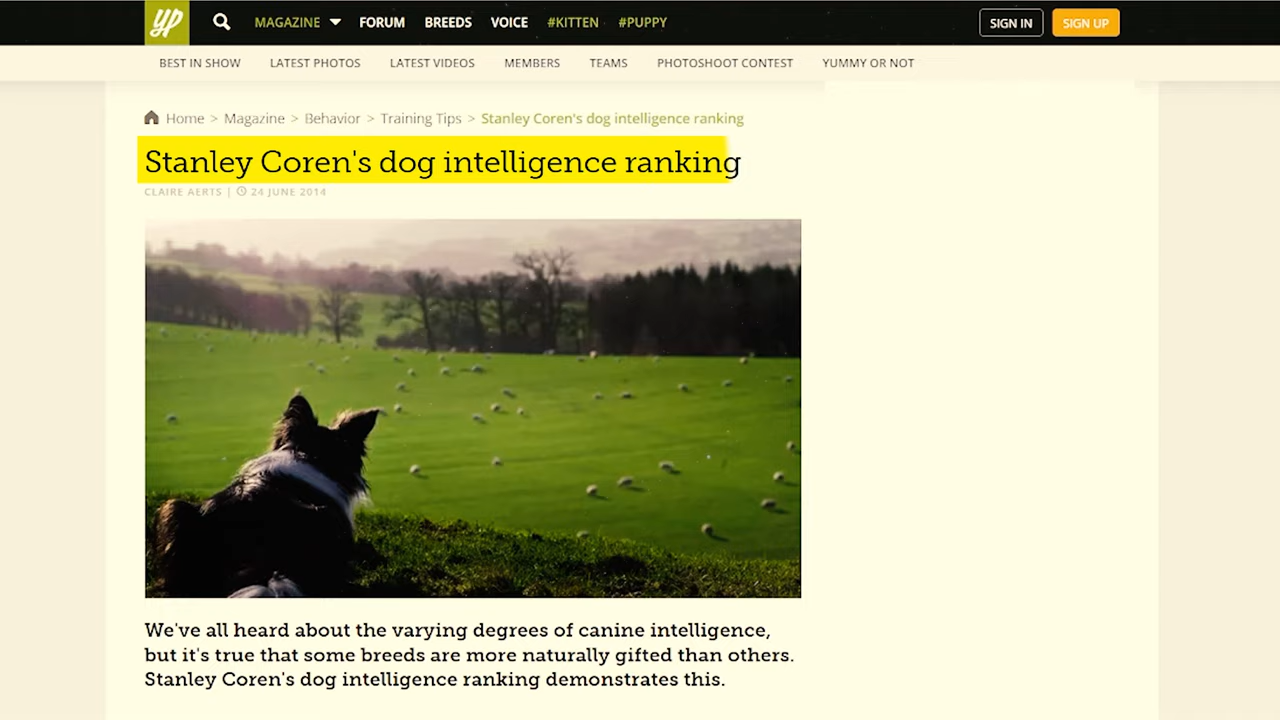 yp MAGAZINE FORUM BREEDS VOICE #KITTEN #PUPPY SIGN IN SIGN UP
BEST IN SHOW LATEST PHOTOS LATEST VIDEOS MEMBERS TEAMS PHOTOSHOOT CONTEST YUMMY OR NOT
Home > Magazine > Behavior > Training Tips > Stanley Coren's dog intelligence ranking
Stanley Coren's dog intelligence ranking
CLAIRE AERTS | 24 JUNE 2014
We've all heard about the varying degrees of canine intelligence,
but it's true that some breeds are more naturally gifted than others.
Stanley Coren's dog intelligence ranking demonstrates this.